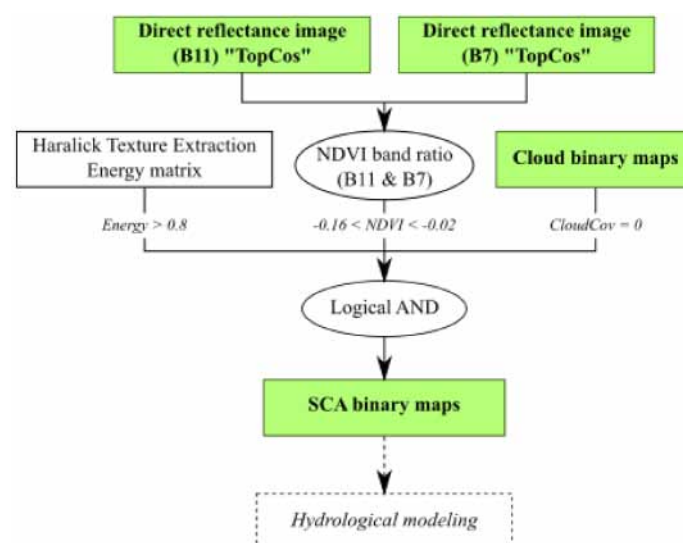 Direct reflectance image
(B11) "TopCos"
Direct reflectance image
(B7) "TopCos"
Haralick Texture Extraction
Energy matrix
NDVI band ratio
(B11 & B7)
Cloud binary maps
Energy > 0.8
-0.16 < NDVI < -0.02
CloudCov = 0
Logical AND
SCA binary maps
Hydrological modeling